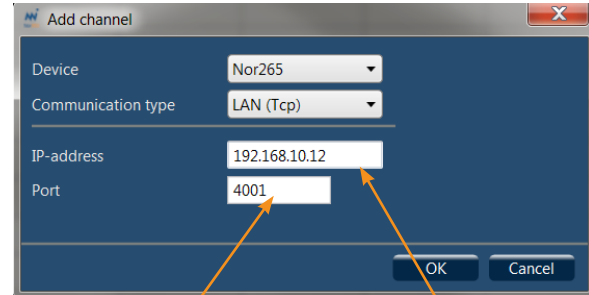 Add channel
X
Device Nor265
Communication type LAN (Tcp)
IP-address 192.168.10.12
Port 4001
OK Cancel